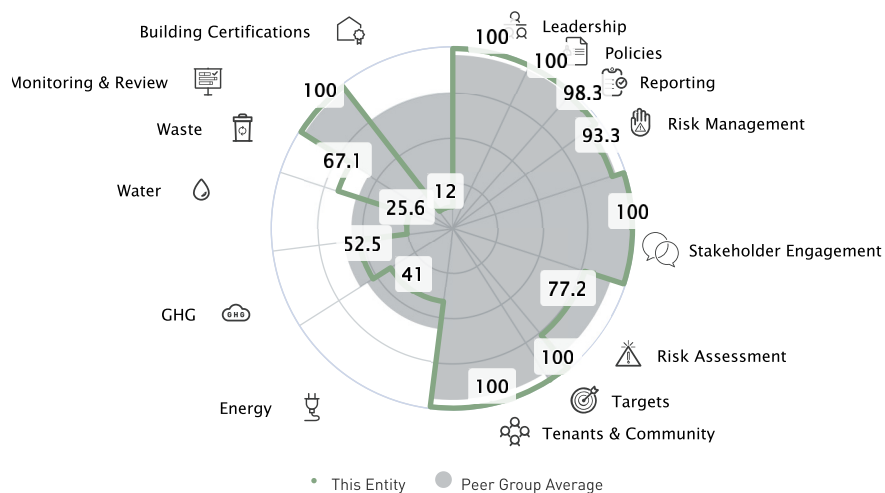 Leadership
100
Building Certifications
Policies
100
Monitoring & Review
Reporting
100
98.3
Risk Management
Waste
93.3
67.1
Water
12
25.6
100
52.5
Stakeholder Engagement
41
77.2
GHG
GHG
Risk Assessment
100
100
Targets
Energy
Tenants & Community
This Entity
Peer Group Average